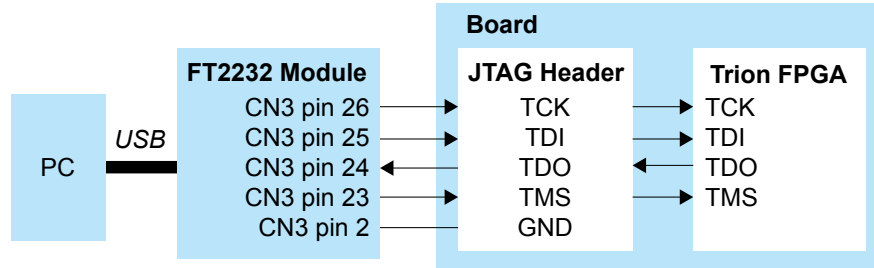 Board
FT2232 Module
JTAG Header
Trion FPGA
CN3 pin 26
TCK
TCK
USB
CN3 pin 25
TDI
TDI
PC
CN3 pin 24
TDO
TDO
CN3 pin 23
TMS
TMS
CN3 pin 2
GND